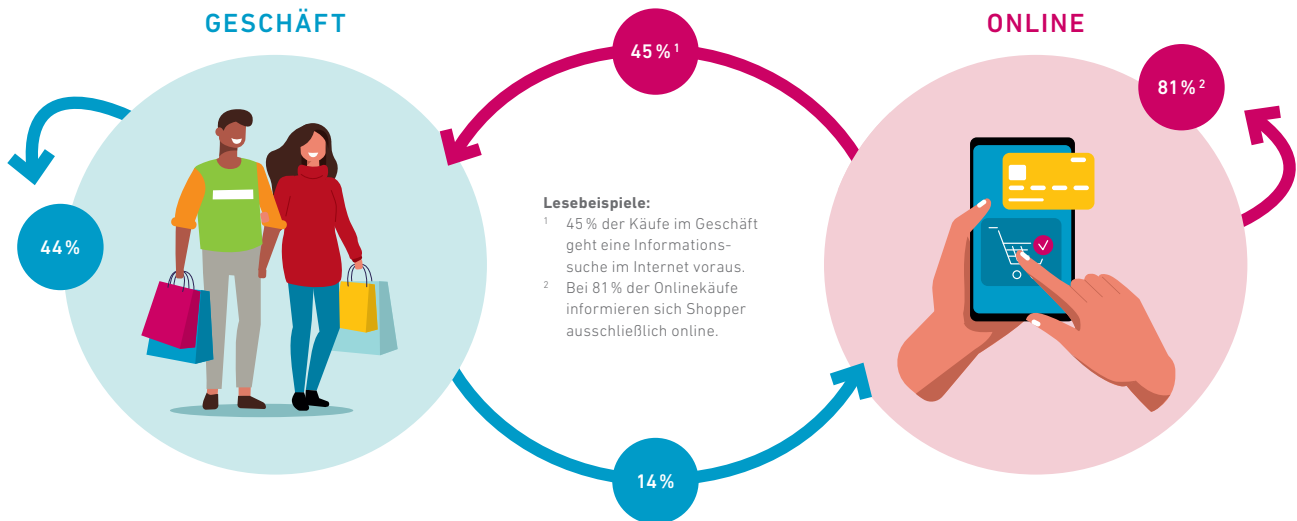 GESCHÄFT
ONLINE
45 % ¹
81 % ²
44 %
Lesebeispiele:
¹ 45 % der Käufe im Geschäft
geht eine Informations-
suche im Internet voraus.
² Bei 81 % der Onlinekäufe
informieren sich Shopper
ausschließlich online.
14 %